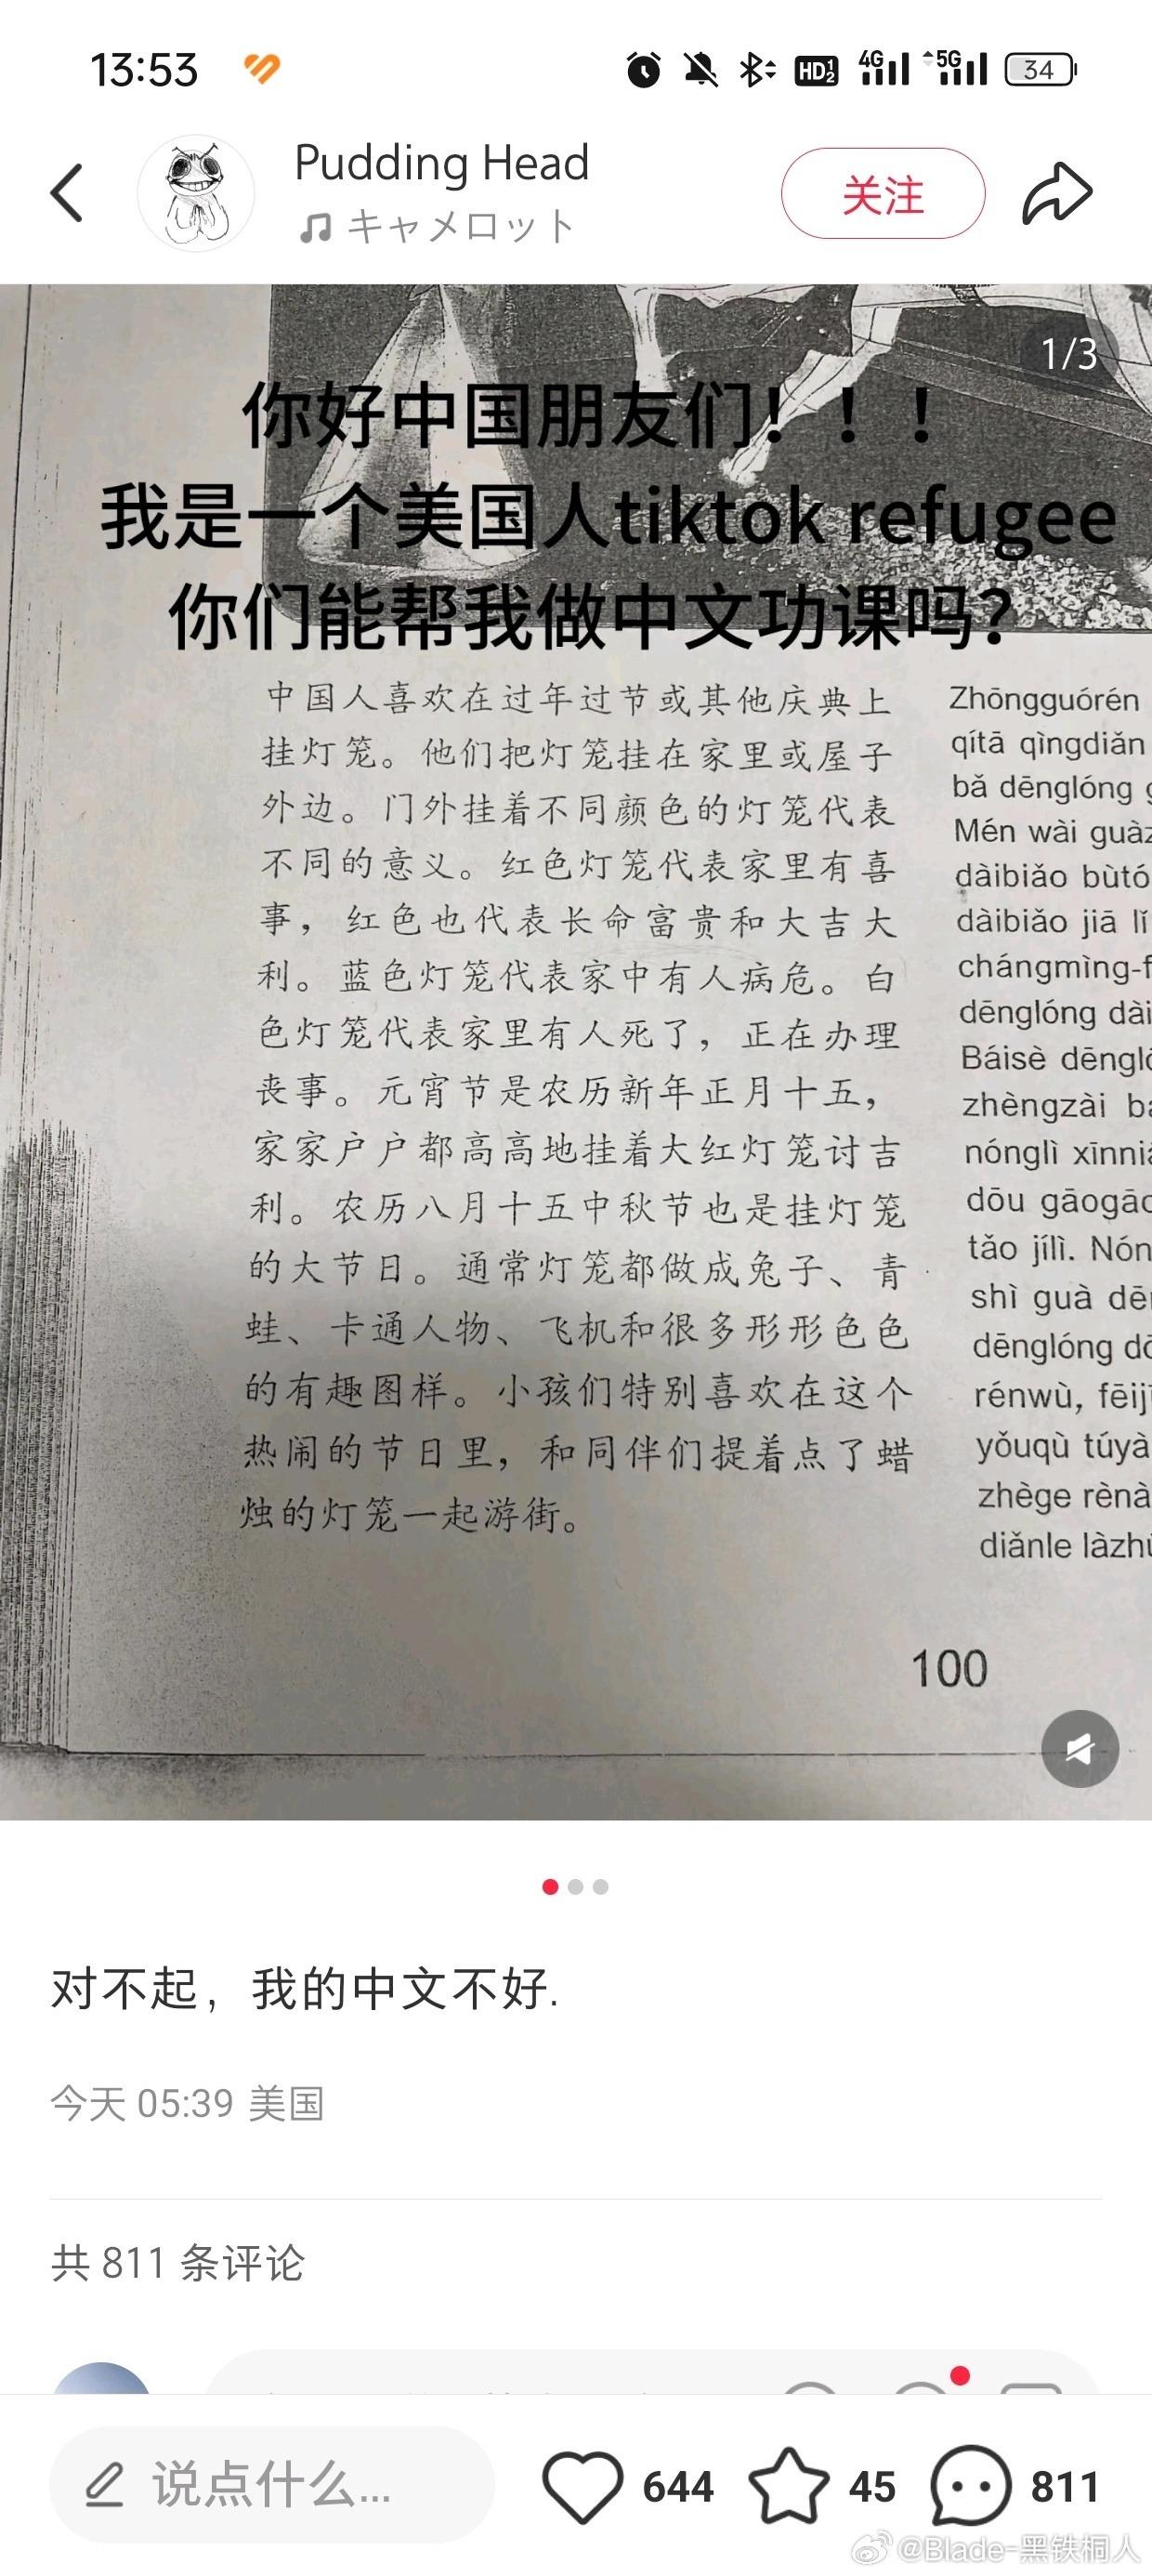 13:53
HD 1 2 4G 5G 34
Pudding Head
キャメロット
关注
1/3
你好中国朋友们！！！
我是一个美国人tiktok refugee
你们能帮我做中文功课吗？
中国人喜欢在过年过节或其他庆典上
挂灯笼。他们把灯笼挂在家里或屋子
外边。门外挂着不同颜色的灯笼代表
不同的意义。红色灯笼代表家里有喜
事，红色也代表长命富贵和大吉大
利。蓝色灯笼代表家中有人病危。白
色灯笼代表家里有人死了，正在办理
丧事。元宵节是农历新年正月十五，
家家户户都高高地挂着大红灯笼讨吉
利。农历八月十五中秋节也是挂灯笼
的大节日。通常灯笼都做成兔子、青
蛙、卡通人物、飞机和很多形形色色
的有趣图样。小孩们特别喜欢在这个
热闹的节日里，和同伴们提着点了蜡
烛的灯笼一起游街。
Zhōngguórén
qítā qìngdiǎn
bǎ dēnglóng
Mén wài
dàibiǎo
dàibiǎo jiā lǐ
chángmìng-f
dēnglóng dài
Báisè
zhèngzài
nónglì
dōu
tǎo jílì. Nón
shì guà
dēnglóng
rénwù,
yǒuqù
zhège
diǎnle
100
对不起，我的中文不好.
今天 05:39 美国
共 811 条评论
说点什么...
644
45
811
@Blade-黑铁桐人